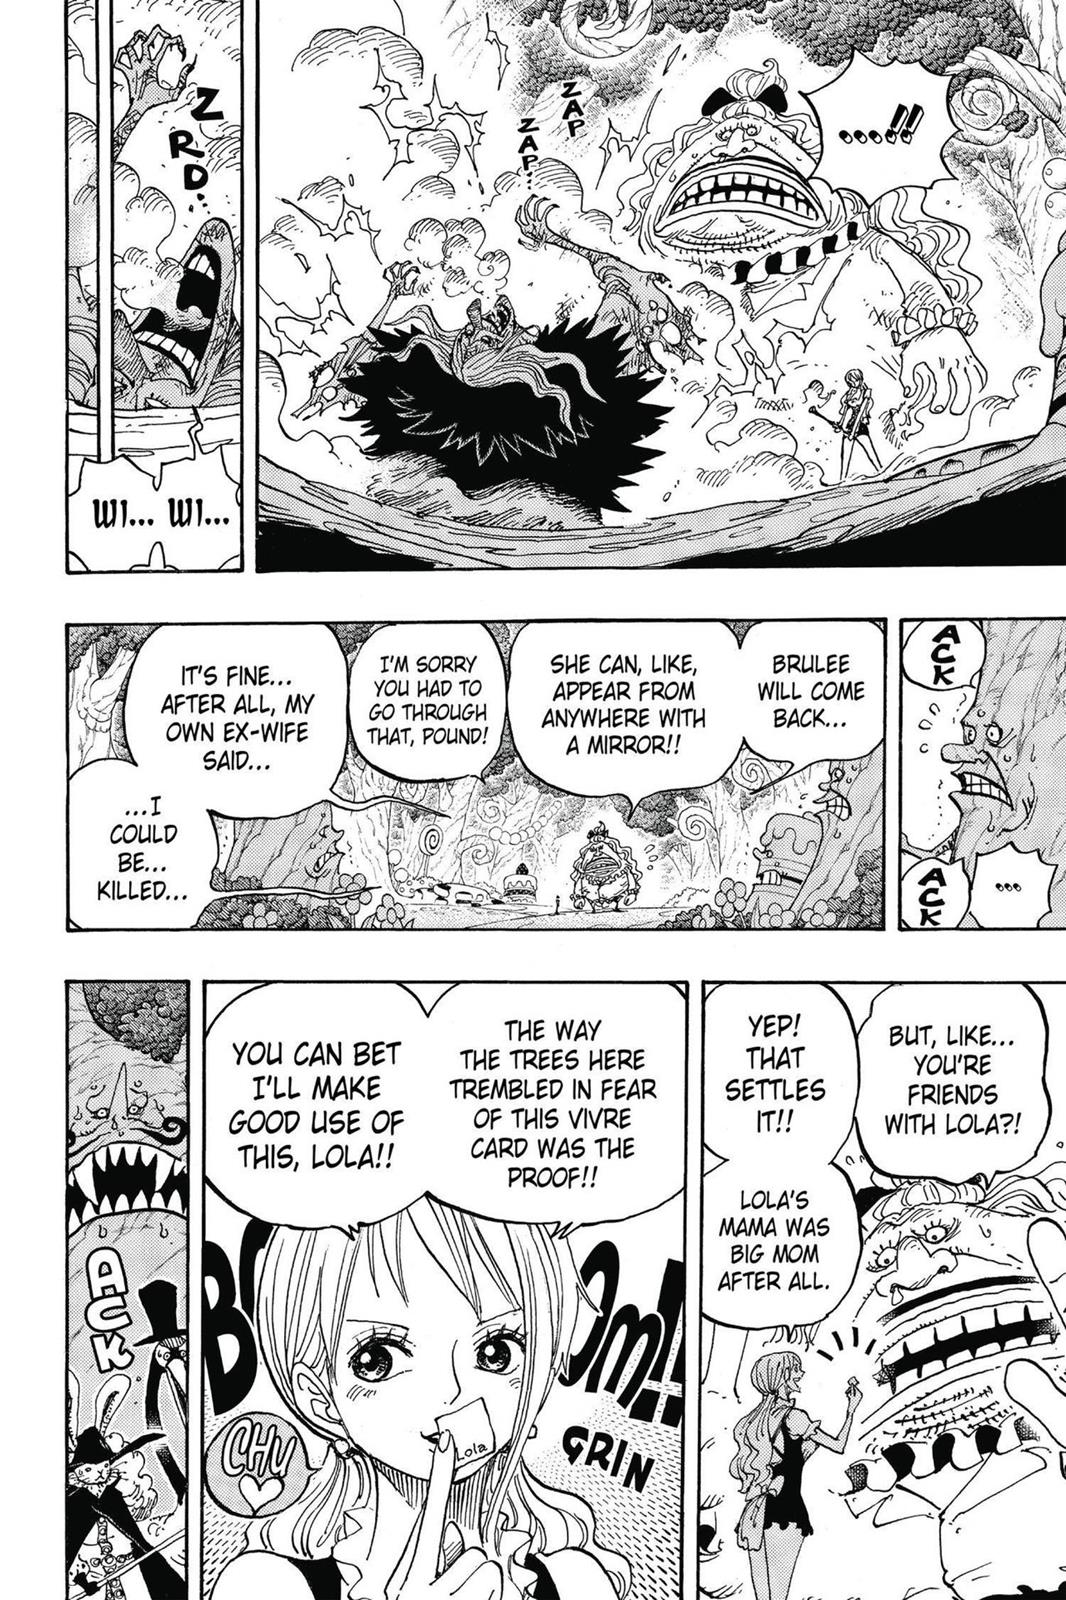 ...!!
ZAP
ZAP...
ZRD...
WI... WI...
ACK
ACK
...
BRULEE
WILL COME
BACK...
SHE CAN, LIKE,
APPEAR FROM
ANYWHERE WITH
A MIRROR!!
I'M SORRY
YOU HAD TO
GO THROUGH
THAT, POUND!
IT'S FINE...
AFTER ALL, MY
OWN EX-WIFE
SAID...
...I
COULD
BE...
KILLED...
BUT, LIKE...
YOU'RE
FRIENDS
WITH LOLA?!
YEP!
THAT
SETTLES
IT!!
LOLA'S
MAMA WAS
BIG MOM
AFTER ALL.
THE WAY
THE TREES HERE
TREMBLED IN FEAR
OF THIS VIVRE
CARD WAS THE
PROOF!!
YOU CAN BET
I'LL MAKE
GOOD USE OF
THIS, LOLA!!
Lola
GRIN
CHU
ACK